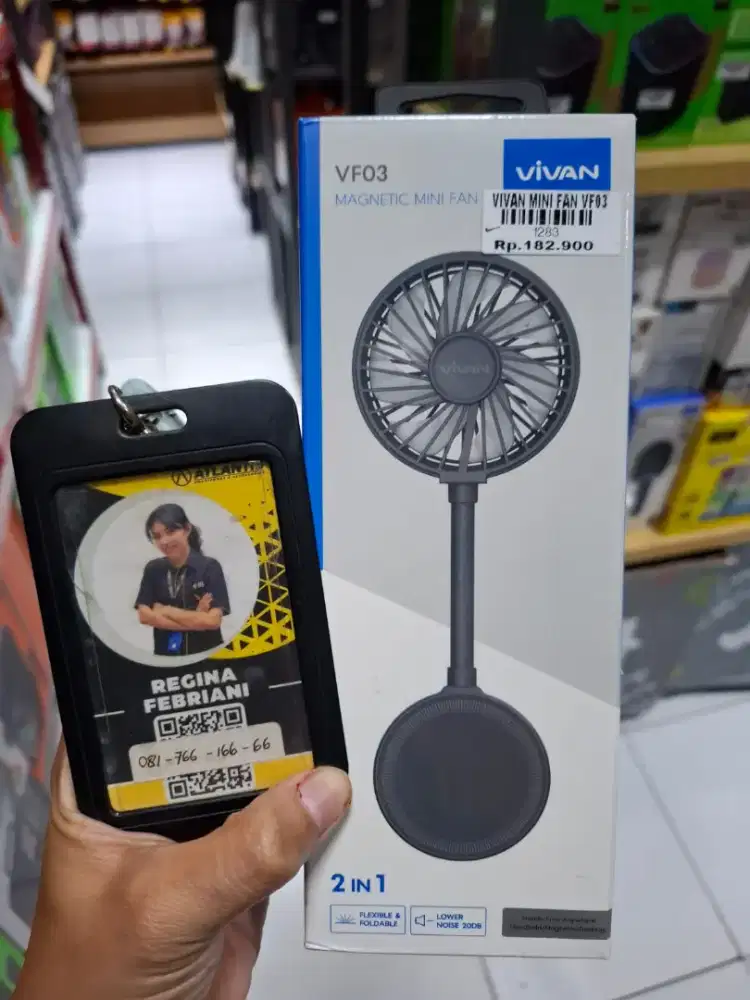 VF03
MAGNETIC MINI FAN
ViVAN
VIVAN MINI FAN VF03
1283
Rp.182.900
ViVAN
ATLANTIS
REGINA
FEBRIANI
081-766-166-66
2 IN 1
FLEXIBLE &
FOLDABLE
LOWER
NOISE 20DB